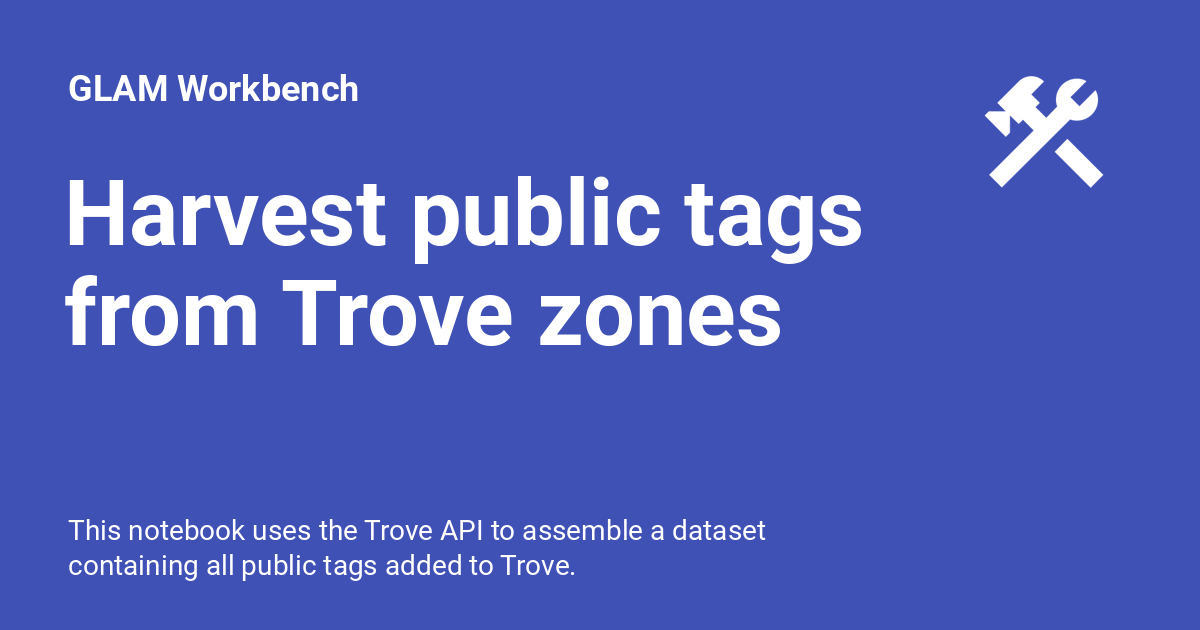 GLAM Workbench
Harvest public tags
from Trove zones
This notebook uses the Trove API to assemble a dataset
containing all public tags added to Trove.